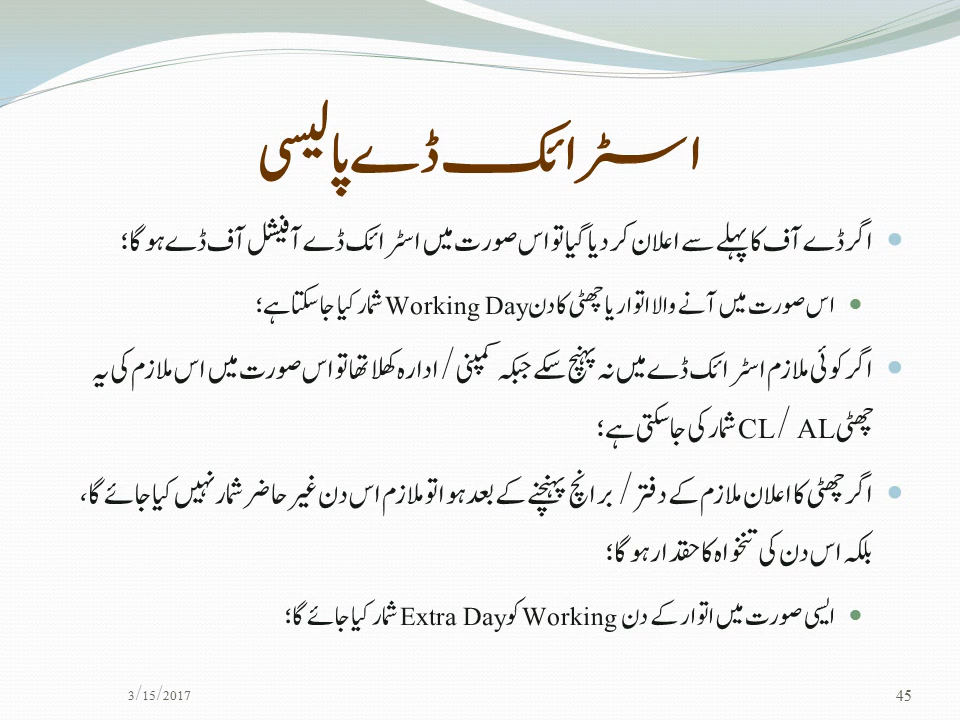 اسٹرائک ڈے پالیسی
اگر ڈے آف کا پہلے سے اعلان کر دیا گیا تو اس صورت میں اسٹرائک ڈے آفیشل آف ڈے ہو گا؛
اس صورت میں آنے والا اتوار یا چھٹی کا دن Working Day شمار کیا جاسکتا ہے؛
اگر کوئی ملازم اسٹرائک ڈے میں نہ پہنچ سکے جبکہ کمپنی / ادارہ کھلا تھا تو اس صورت میں اس ملازم کی یہ
چھٹی CL / AL شمار کی جاسکتی ہے؛
اگر چھٹی کا اعلان ملازم کے دفتر / برانچ پہنچنے کے بعد ہوا تو ملازم اس دن غیر حاضر شمار نہیں کیا جائے گا،
بلکہ اس دن کی تنخواہ کا حقدار ہو گا؛
ایسی صورت میں اتوار کے دن Working کو Extra Day شمار کیا جائے گا؛
3/15/2017
45